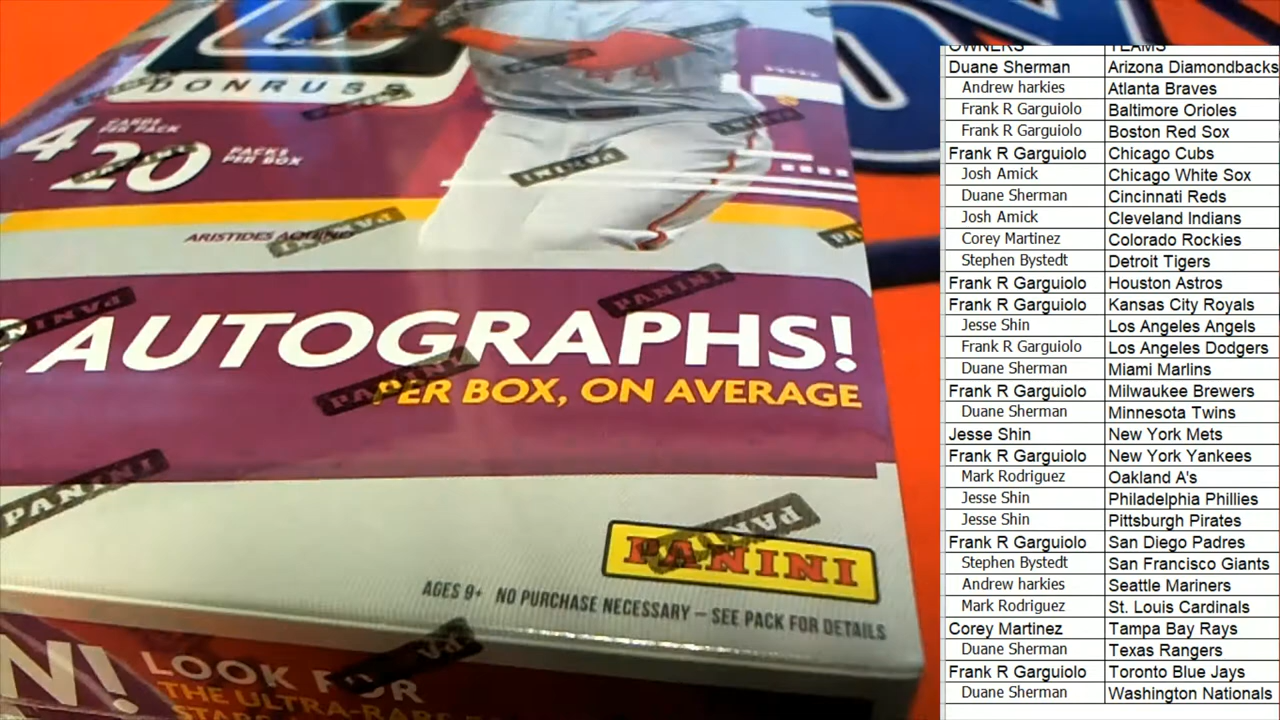 DONRUSS
44
4 CARDS PER PACK
20 PACKS PER BOX
ARISTIDES AQUINO
AUTOGRAPHS!
PER BOX, ON AVERAGE
PANINI
AGES 9+ NO PURCHASE NECESSARY – SEE PACK FOR DETAILS
LOOK FOR
THE ULTRA-RARE
OWNERS TEAMS
Duane Sherman Arizona Diamondbacks
Andrew harkies Atlanta Braves
Frank R Garguiolo Baltimore Orioles
Frank R Garguiolo Boston Red Sox
Frank R Garguiolo Chicago Cubs
Josh Amick Chicago White Sox
Duane Sherman Cincinnati Reds
Josh Amick Cleveland Indians
Corey Martinez Colorado Rockies
Stephen Bystedt Detroit Tigers
Frank R Garguiolo Houston Astros
Frank R Garguiolo Kansas City Royals
Jesse Shin Los Angeles Angels
Frank R Garguiolo Los Angeles Dodgers
Duane Sherman Miami Marlins
Frank R Garguiolo Milwaukee Brewers
Duane Sherman Minnesota Twins
Jesse Shin New York Mets
Frank R Garguiolo New York Yankees
Mark Rodriguez Oakland A's
Jesse Shin Philadelphia Phillies
Jesse Shin Pittsburgh Pirates
Frank R Garguiolo San Diego Padres
Stephen Bystedt San Francisco Giants
Andrew harkies Seattle Mariners
Mark Rodriguez St. Louis Cardinals
Corey Martinez Tampa Bay Rays
Duane Sherman Texas Rangers
Frank R Garguiolo Toronto Blue Jays
Duane Sherman Washington Nationals